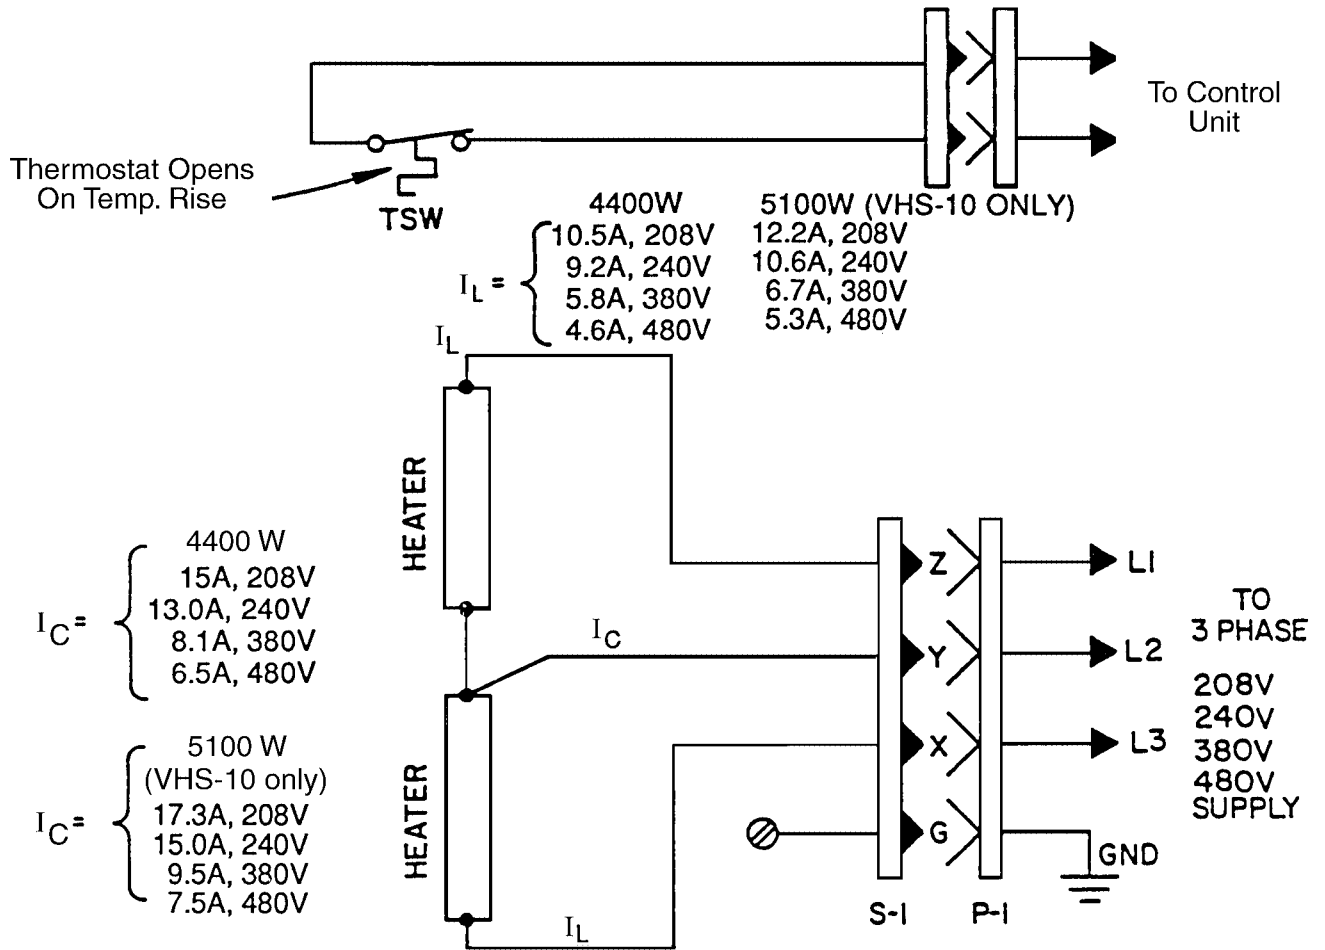 To Control
Unit
Thermostat Opens
On Temp. Rise
TSW
4400W
5100W (VHS-10 ONLY)
IL =
10.5A, 208V
12.2A, 208V
9.2A, 240V
10.6A, 240V
5.8A, 380V
6.7A, 380V
4.6A, 480V
5.3A, 480V
IL
HEATER
4400 W
IC=
15A, 208V
13.0A, 240V
8.1A, 380V
6.5A, 480V
IC
Z
L1
Y
L2
X
L3
G
GND
TO
3 PHASE
208V
240V
380V
480V
SUPPLY
5100 W
(VHS-10 only)
IC=
17.3A, 208V
15.0A, 240V
9.5A, 380V
7.5A, 480V
HEATER
IL
S-1
P-1